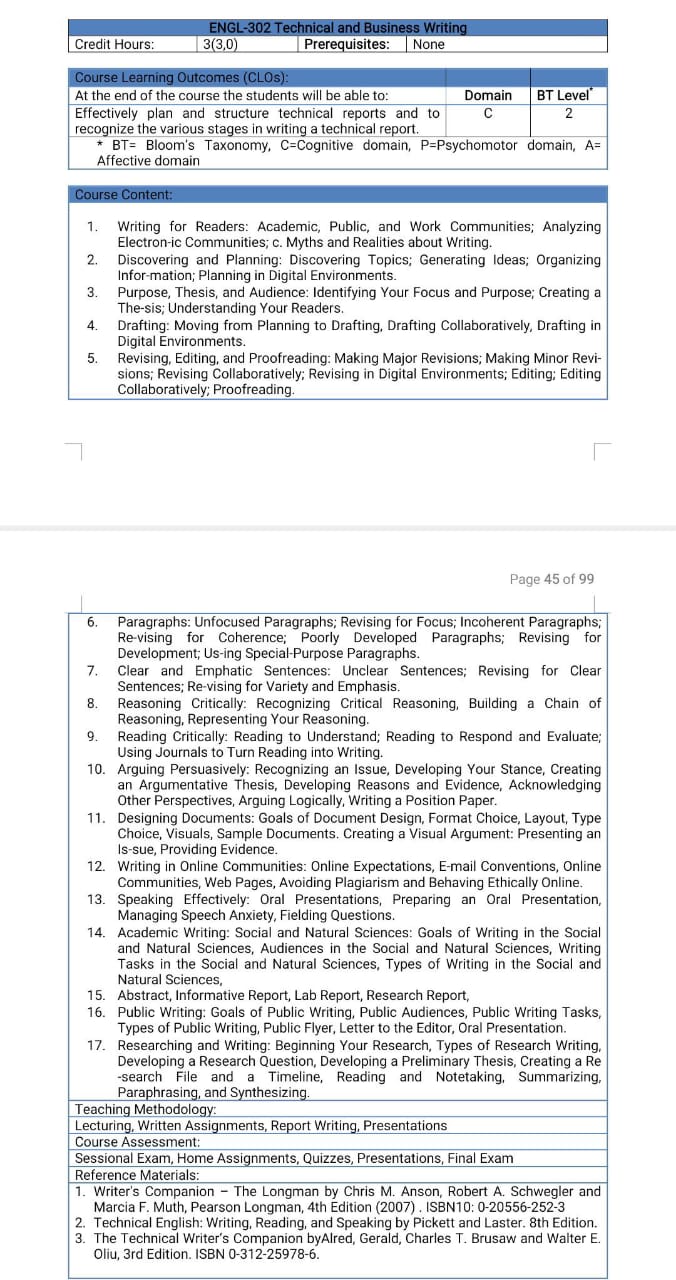 ENGL-302 Technical and Business Writing
Credit Hours: 3(3,0) Prerequisites: None
Course Learning Outcomes (CLOs):
At the end of the course the students will be able to: Domain BT Level*
Effectively plan and structure technical reports and to C 2
recognize the various stages in writing a technical report.
* BT= Bloom's Taxonomy, C=Cognitive domain, P=Psychomotor domain, A=
Affective domain
Course Content:
1. Writing for Readers: Academic, Public, and Work Communities; Analyzing
Electron-ic Communities; c. Myths and Realities about Writing.
2. Discovering and Planning: Discovering Topics; Generating Ideas; Organizing
Infor-mation; Planning in Digital Environments.
3. Purpose, Thesis, and Audience: Identifying Your Focus and Purpose; Creating a
The-sis; Understanding Your Readers.
4. Drafting: Moving from Planning to Drafting, Drafting Collaboratively, Drafting in
Digital Environments.
5. Revising, Editing, and Proofreading: Making Major Revisions; Making Minor Revi-
sions; Revising Collaboratively; Revising in Digital Environments; Editing; Editing
Collaboratively; Proofreading.
Page 45 of 99
6. Paragraphs: Unfocused Paragraphs; Revising for Focus; Incoherent Paragraphs;
Re-vising for Coherence; Poorly Developed Paragraphs; Revising for
Development; Us-ing Special-Purpose Paragraphs.
7. Clear and Emphatic Sentences: Unclear Sentences; Revising for Clear
Sentences; Re-vising for Variety and Emphasis.
8. Reasoning Critically: Recognizing Critical Reasoning, Building a Chain of
Reasoning, Representing Your Reasoning.
9. Reading Critically: Reading to Understand; Reading to Respond and Evaluate;
Using Journals to Turn Reading into Writing.
10. Arguing Persuasively: Recognizing an Issue, Developing Your Stance, Creating
an Argumentative Thesis, Developing Reasons and Evidence, Acknowledging
Other Perspectives, Arguing Logically, Writing a Position Paper.
11. Designing Documents: Goals of Document Design, Format Choice, Layout, Type
Choice, Visuals, Sample Documents. Creating a Visual Argument: Presenting an
Is-sue, Providing Evidence.
12. Writing in Online Communities: Online Expectations, E-mail Conventions, Online
Communities, Web Pages, Avoiding Plagiarism and Behaving Ethically Online.
13. Speaking Effectively: Oral Presentations, Preparing an Oral Presentation,
Managing Speech Anxiety, Fielding Questions.
14. Academic Writing: Social and Natural Sciences: Goals of Writing in the Social
and Natural Sciences, Audiences in the Social and Natural Sciences, Writing
Tasks in the Social and Natural Sciences, Types of Writing in the Social and
Natural Sciences,
15. Abstract, Informative Report, Lab Report, Research Report,
16. Public Writing: Goals of Public Writing, Public Audiences, Public Writing Tasks,
Types of Public Writing, Public Flyer, Letter to the Editor, Oral Presentation.
17. Researching and Writing: Beginning Your Research, Types of Research Writing,
Developing a Research Question, Developing a Preliminary Thesis, Creating a Re
-search File and a Timeline, Reading and Notetaking, Summarizing,
Paraphrasing, and Synthesizing.
Teaching Methodology:
Lecturing, Written Assignments, Report Writing, Presentations
Course Assessment:
Sessional Exam, Home Assignments, Quizzes, Presentations, Final Exam
Reference Materials:
1. Writer's Companion – The Longman by Chris M. Anson, Robert A. Schwegler and
Marcia F. Muth, Pearson Longman, 4th Edition (2007) . ISBN10: 0-20556-252-3
2. Technical English: Writing, Reading, and Speaking by Pickett and Laster. 8th Edition.
3. The Technical Writer's Companion byAlred, Gerald, Charles T. Brusaw and Walter E.
Oliu, 3rd Edition. ISBN 0-312-25978-6.